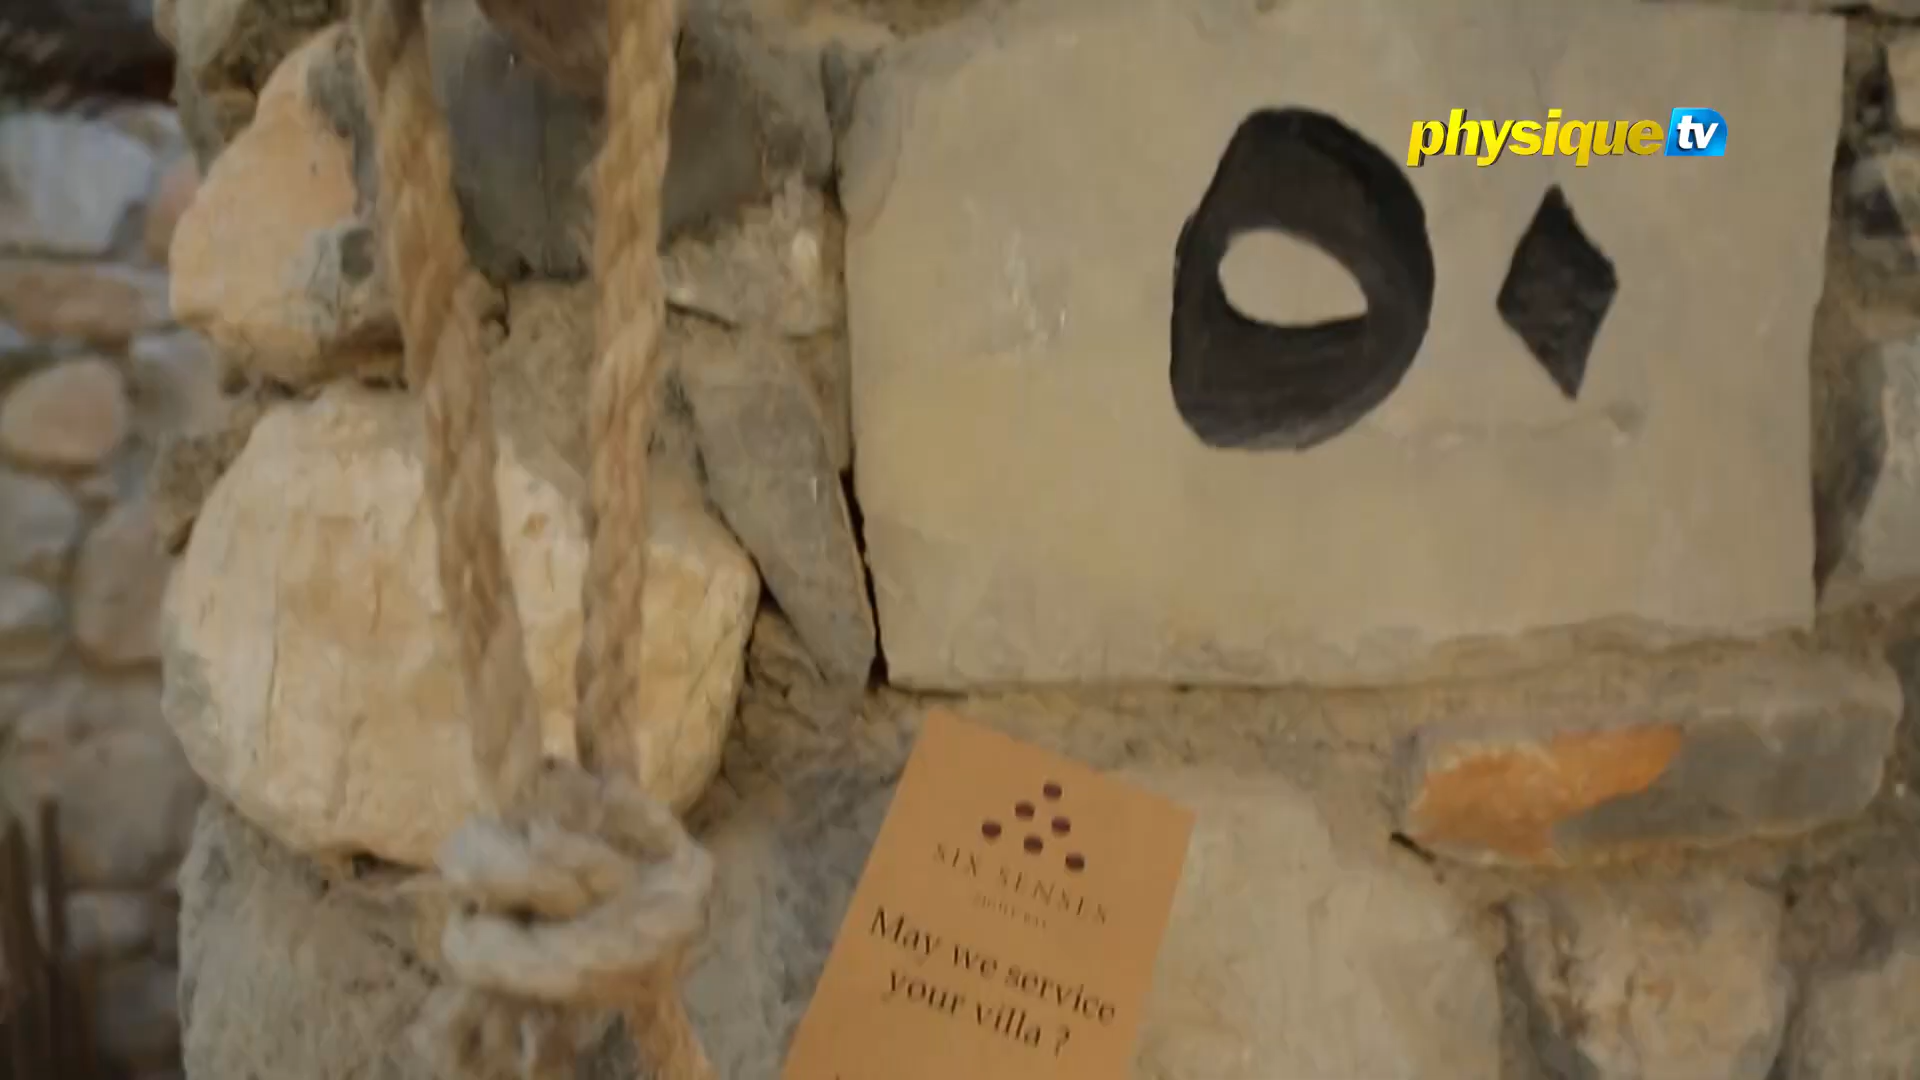 physique tv
٥٠
SIX SENSES
May we service
your villa ?